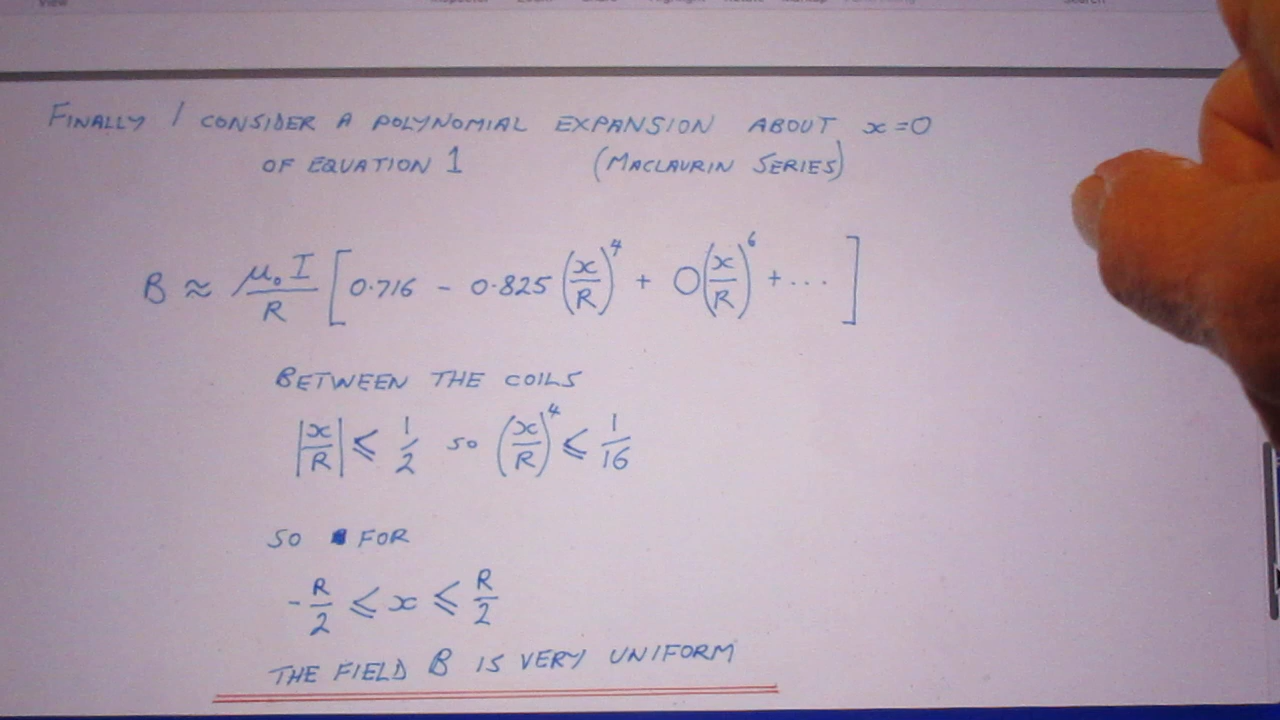 FINALLY I CONSIDER A POLYNOMIAL EXPANSION ABOUT x=0
OF EQUATION 1 (MACLAURIN SERIES)
B ≈ μ₀I/R [0.716 - 0.825 (x/R)⁴ + O(x/R)⁶ + ...]
BETWEEN THE COILS
|x/R| ⩽ 1/2 so (x/R)⁴ ⩽ 1/16
SO FOR
-R/2 ⩽ x ⩽ R/2
THE FIELD B IS VERY UNIFORM